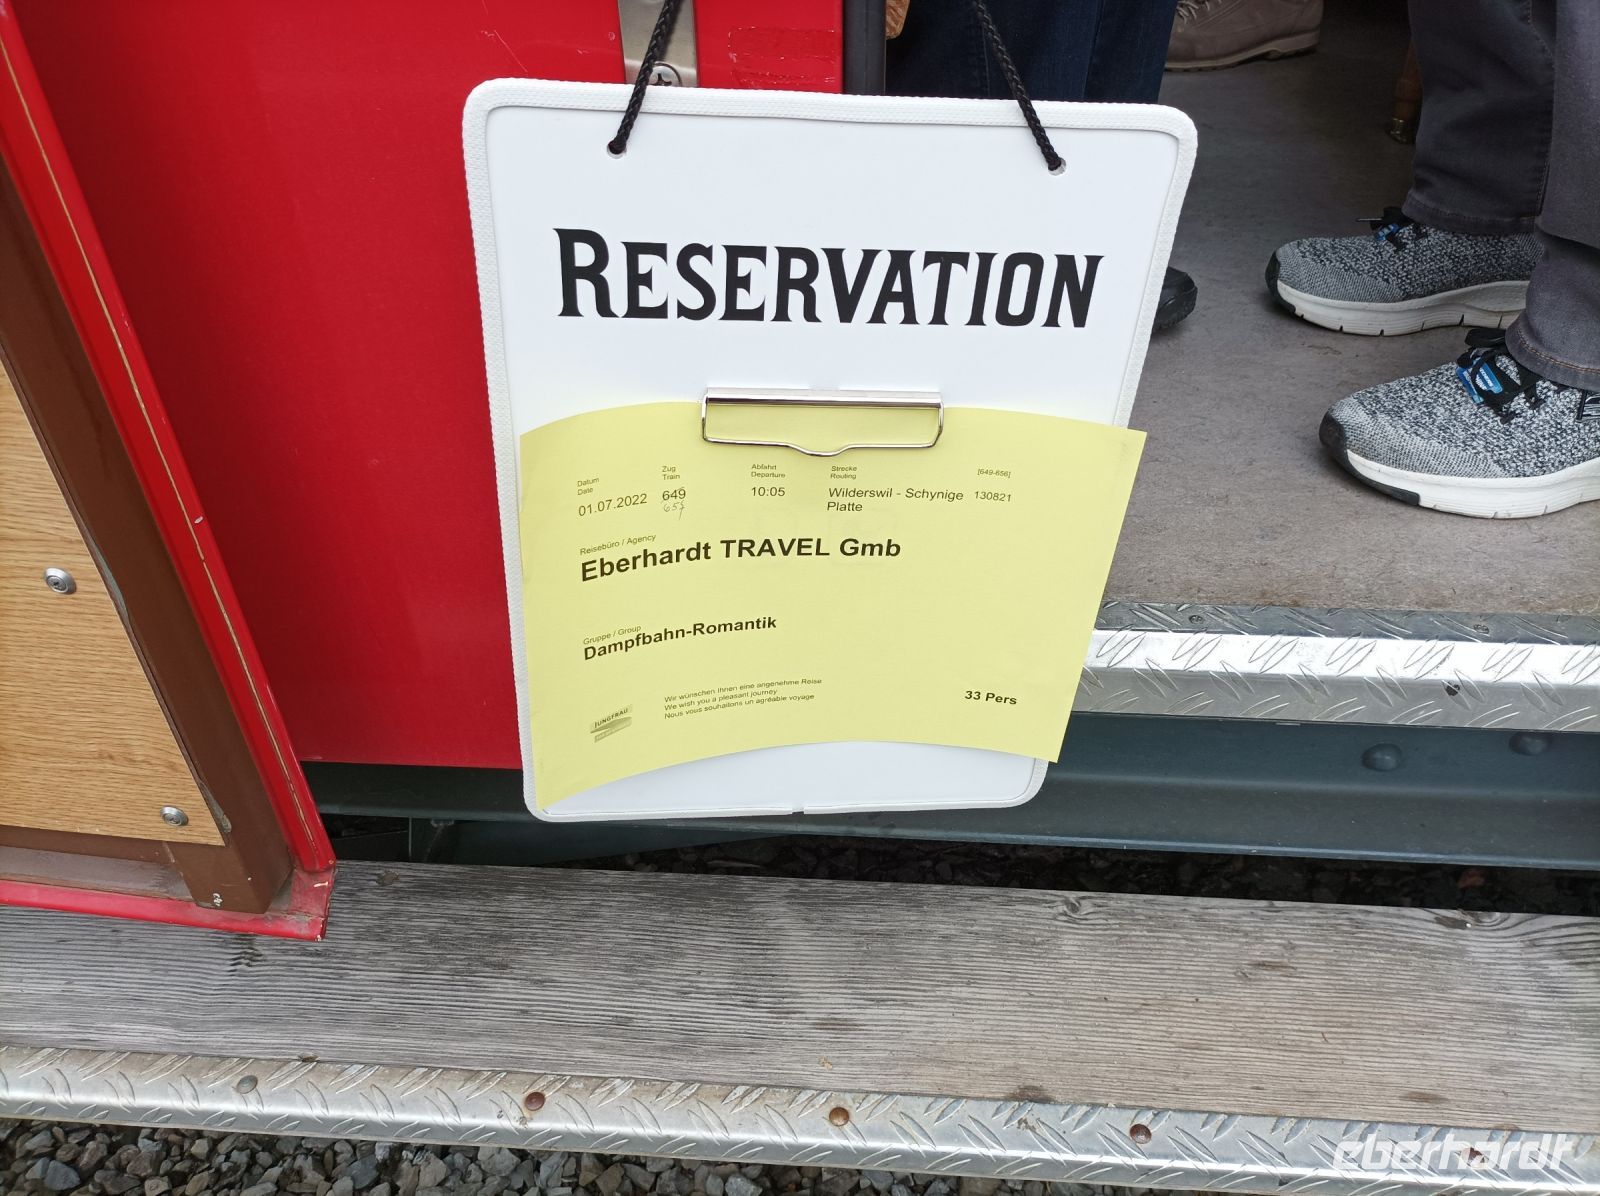 RESERVATION
Datum Zug Abfahrt Strecke [649-656]
Date Train Departure Routing
01.07.2022 649 10:05 Wilderswil - Schynige 130821
Platte
Reisebüro / Agency
Eberhardt TRAVEL Gmb
Gruppe / Group
Dampfbahn-Romantik
Wir wünschen Ihnen eine angenehme Reise
We wish you a pleasant journey
Nous vous souhaitons un agréable voyage
33 Pers
JUNGFRAU
eberhardt